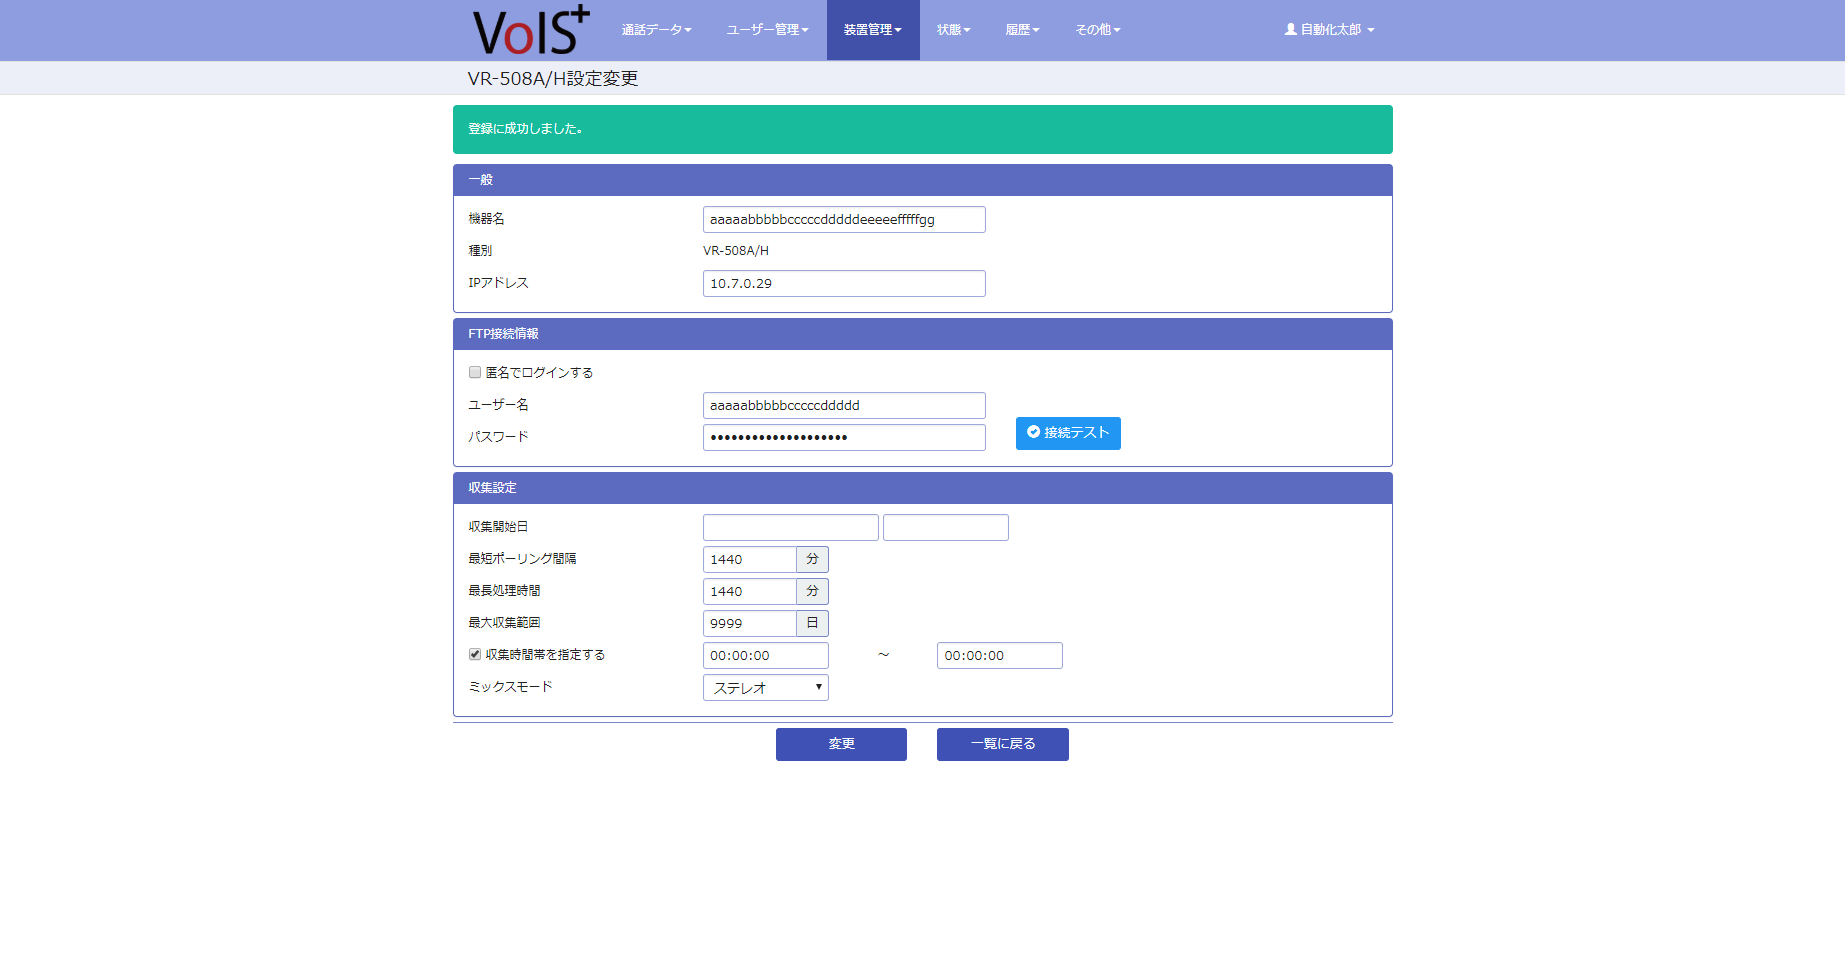 VoIS+ 通話データ ユーザー管理 装置管理 状態 履歴 その他 自動化太郎
VR-508A/H設定変更
登録に成功しました。
一般
機器名 aaaaabbbbbcccccdddddeeeeefffffgg
種別 VR-508A/H
IPアドレス 10.7.0.29
FTP接続情報
匿名でログインする
ユーザー名 aaaaabbbbbcccccddddd
パスワード ••••••••••••••••••••
接続テスト
収集設定
収集開始日
最短ポーリング間隔 1440 分
最長処理時間 1440 分
最大収集範囲 9999 日
収集時間帯を指定する 00:00:00 ～ 00:00:00
ミックスモード ステレオ
変更 一覧に戻る